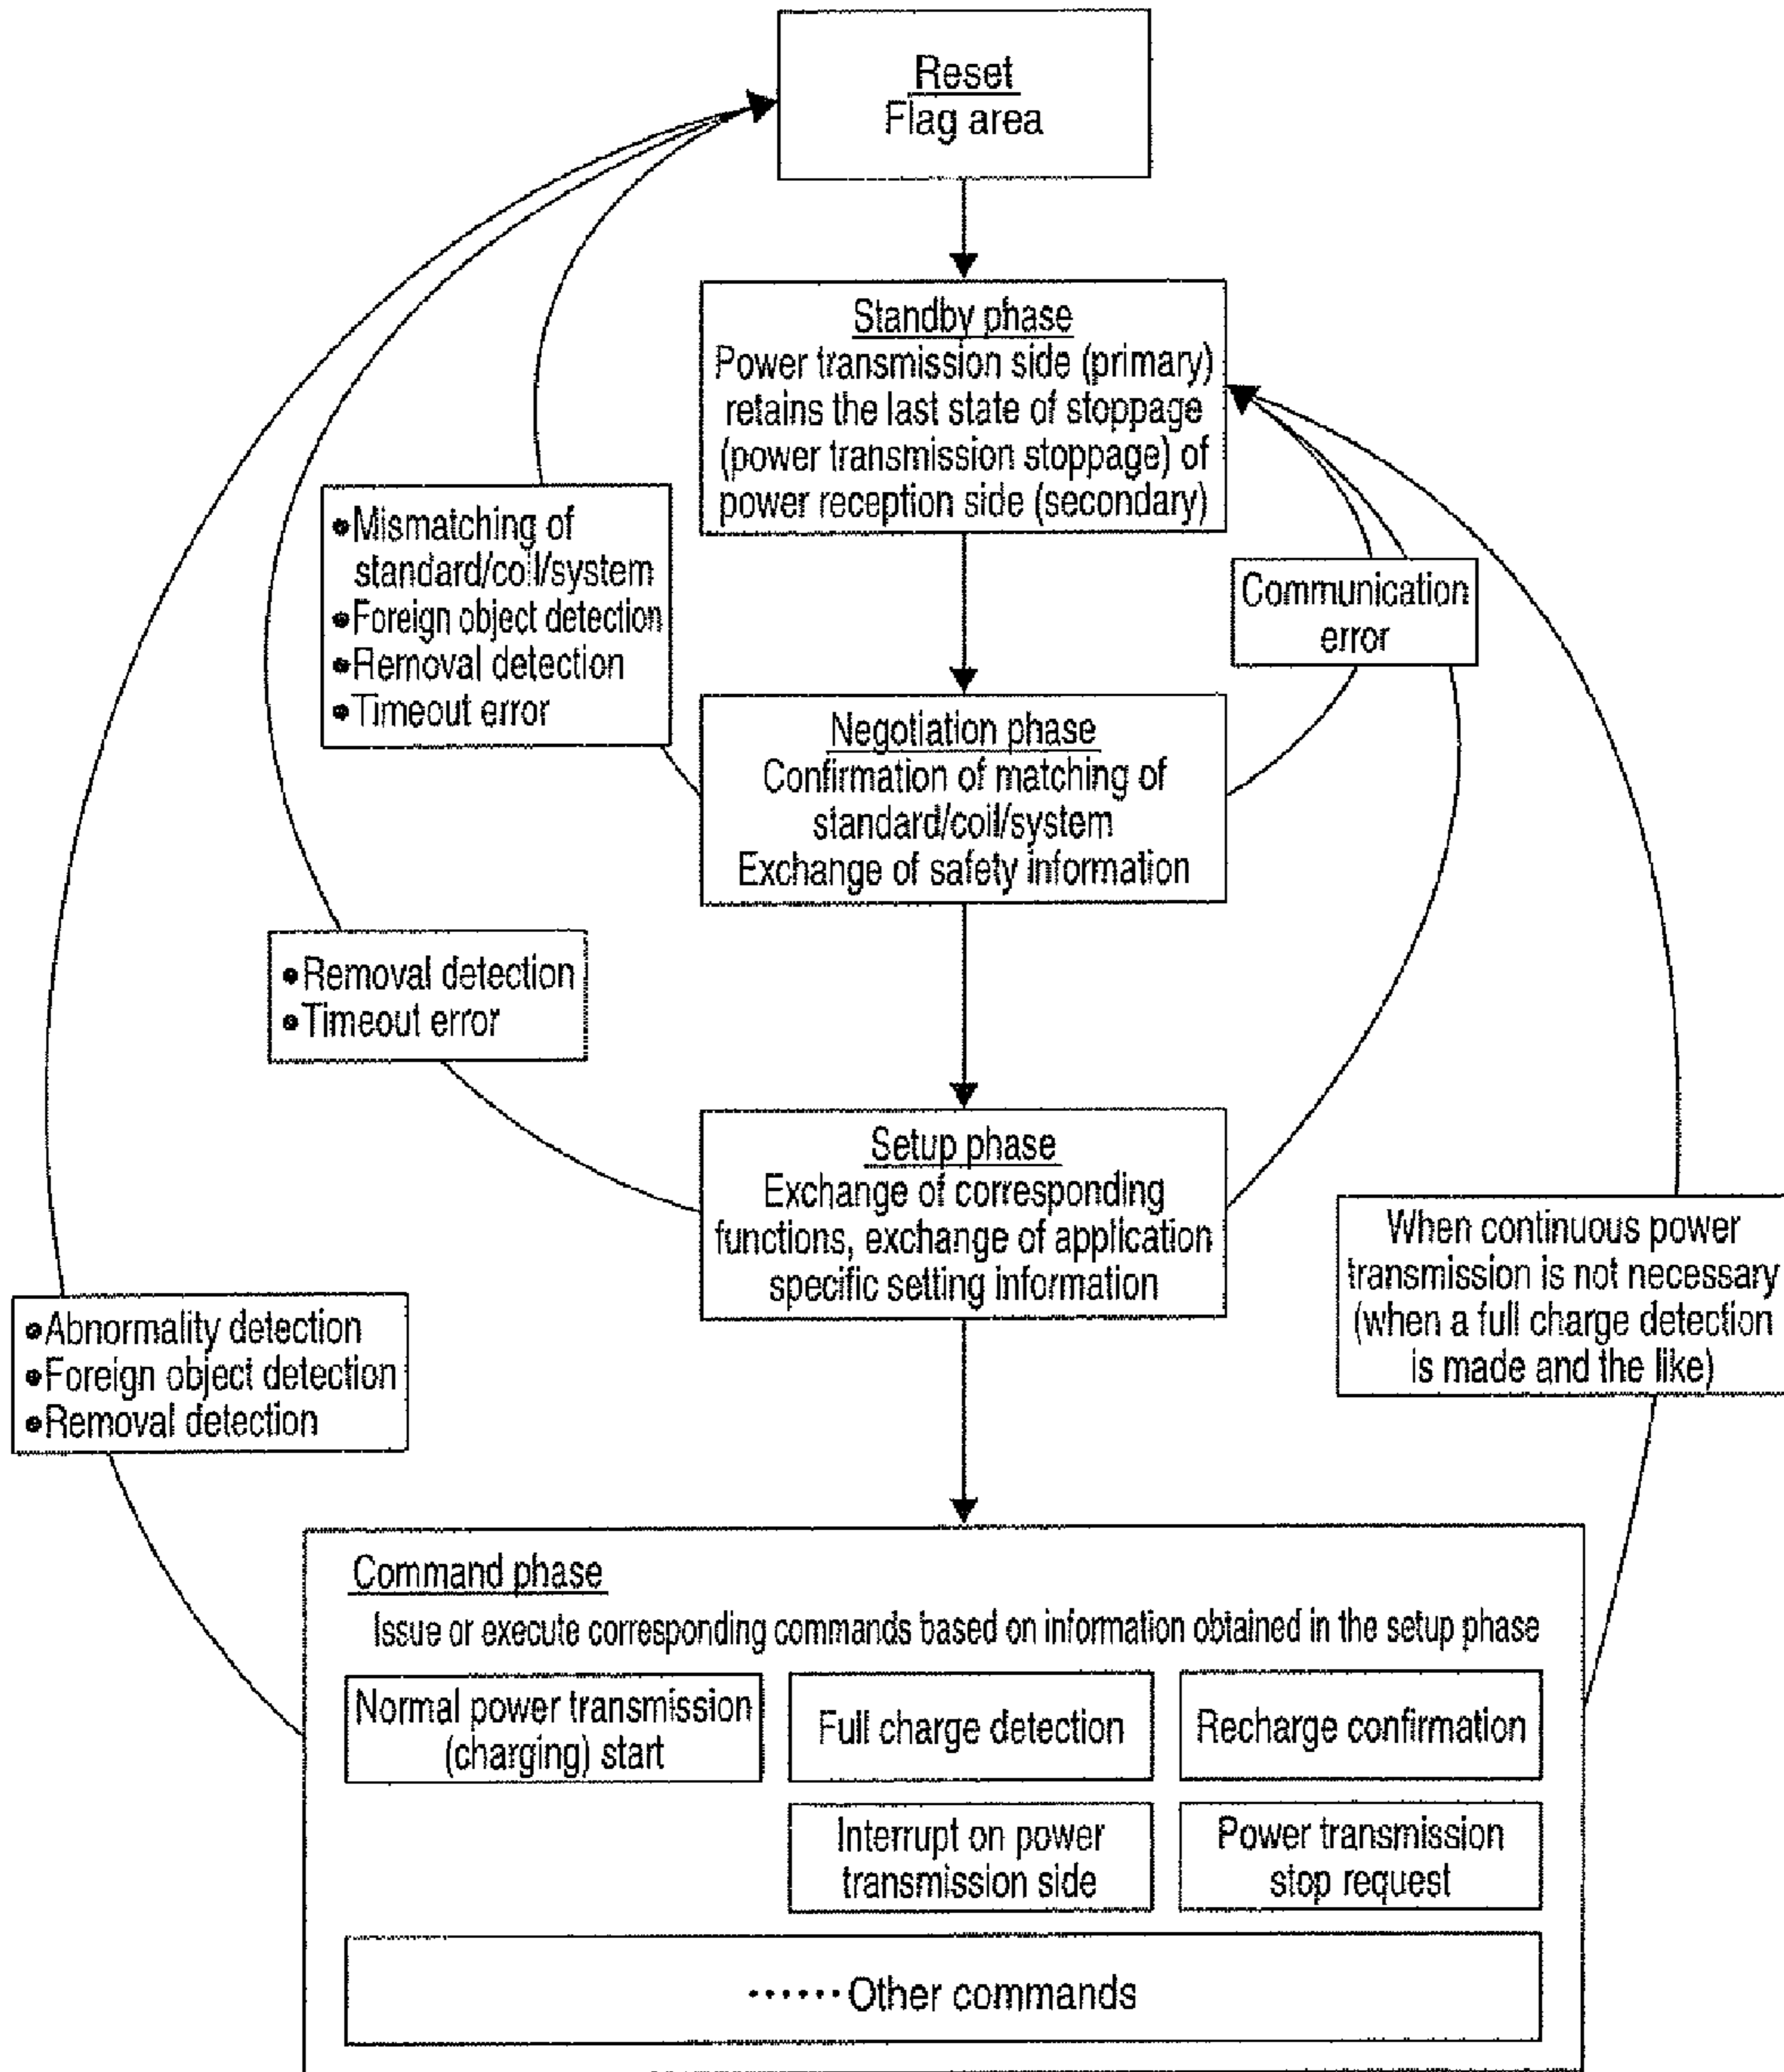 Reset
Flag area
Standby phase
Power transmission side (primary)
retains the last state of stoppage
(power transmission stoppage) of
power reception side (secondary)
●Mismatching of
standard/coil/system
●Foreign object detection
●Removal detection
●Timeout error
Communication
error
Negotiation phase
Confirmation of matching of
standard/coil/system
Exchange of safety information
●Removal detection
●Timeout error
Setup phase
Exchange of corresponding
functions, exchange of application
specific setting information
When continuous power
transmission is not necessary
(when a full charge detection
is made and the like)
●Abnormality detection
●Foreign object detection
●Removal detection
Command phase
Issue or execute corresponding commands based on information obtained in the setup phase
Normal power transmission
(charging) start
Full charge detection
Recharge confirmation
Interrupt on power
transmission side
Power transmission
stop request
······Other commands